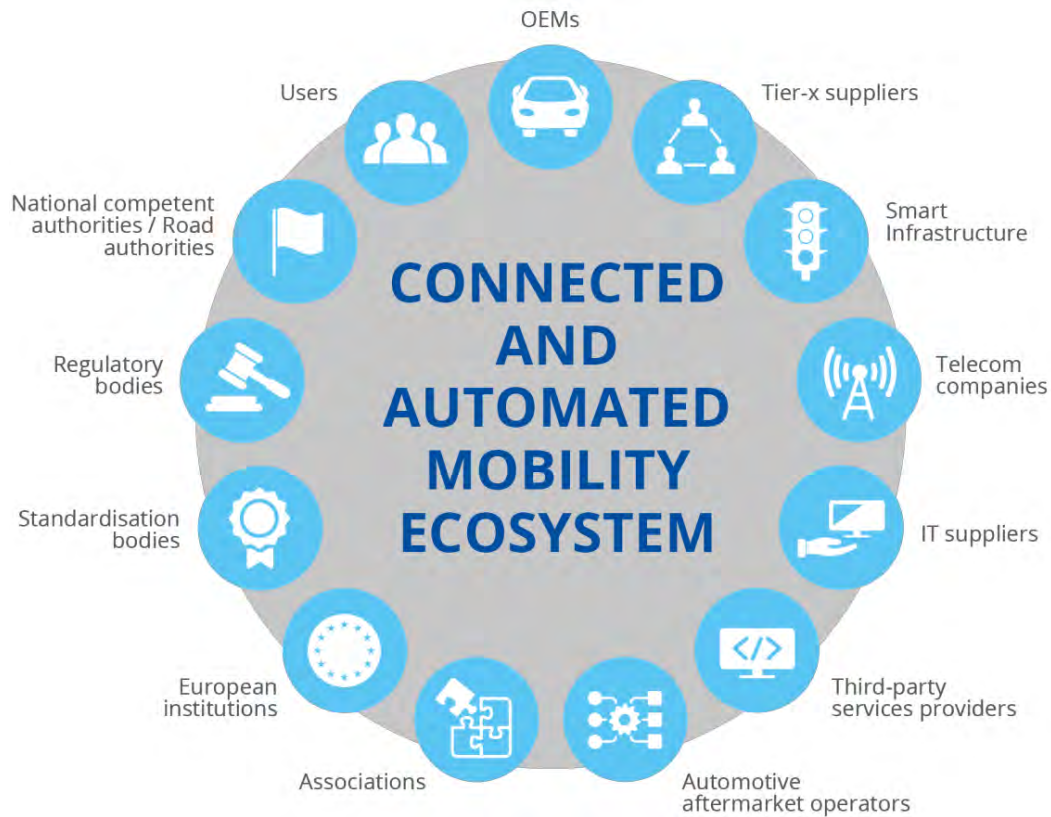 OEMs
Users
Tier-x suppliers
National competent
authorities / Road
authorities
Smart
Infrastructure
CONNECTED
AND
AUTOMATED
MOBILITY
ECOSYSTEM
Regulatory
bodies
Telecom
companies
Standardisation
bodies
IT suppliers
</>
European
institutions
Third-party
services providers
Associations
Automotive
aftermarket operators